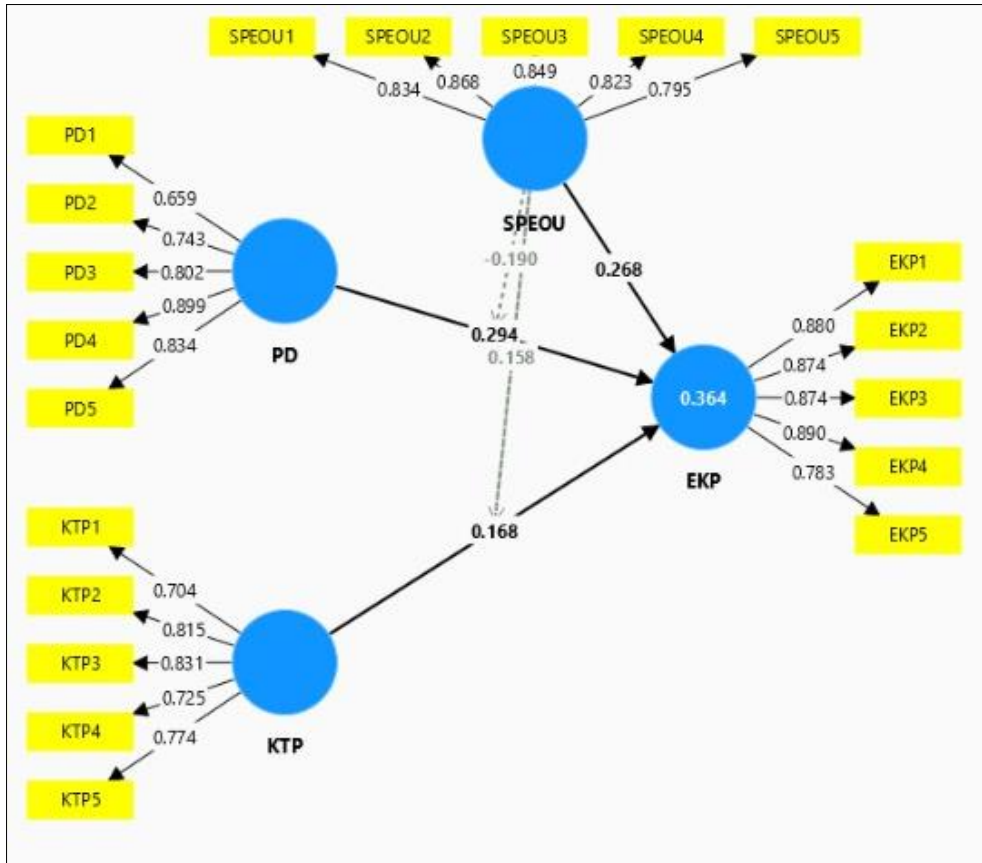 SPEOU1
SPEOU2
SPEOU3
SPEOU4
SPEOU5
0.834
0.868
0.849
0.823
0.795
SPEOU
PD1
PD2
PD3
PD4
PD5
0.659
0.743
0.802
0.899
0.834
PD
-0.190
0.268
0.294
0.158
0.168
0.364
EKP
EKP1
EKP2
EKP3
EKP4
EKP5
0.880
0.874
0.874
0.890
0.783
KTP1
KTP2
KTP3
KTP4
KTP5
0.704
0.815
0.831
0.725
0.774
KTP